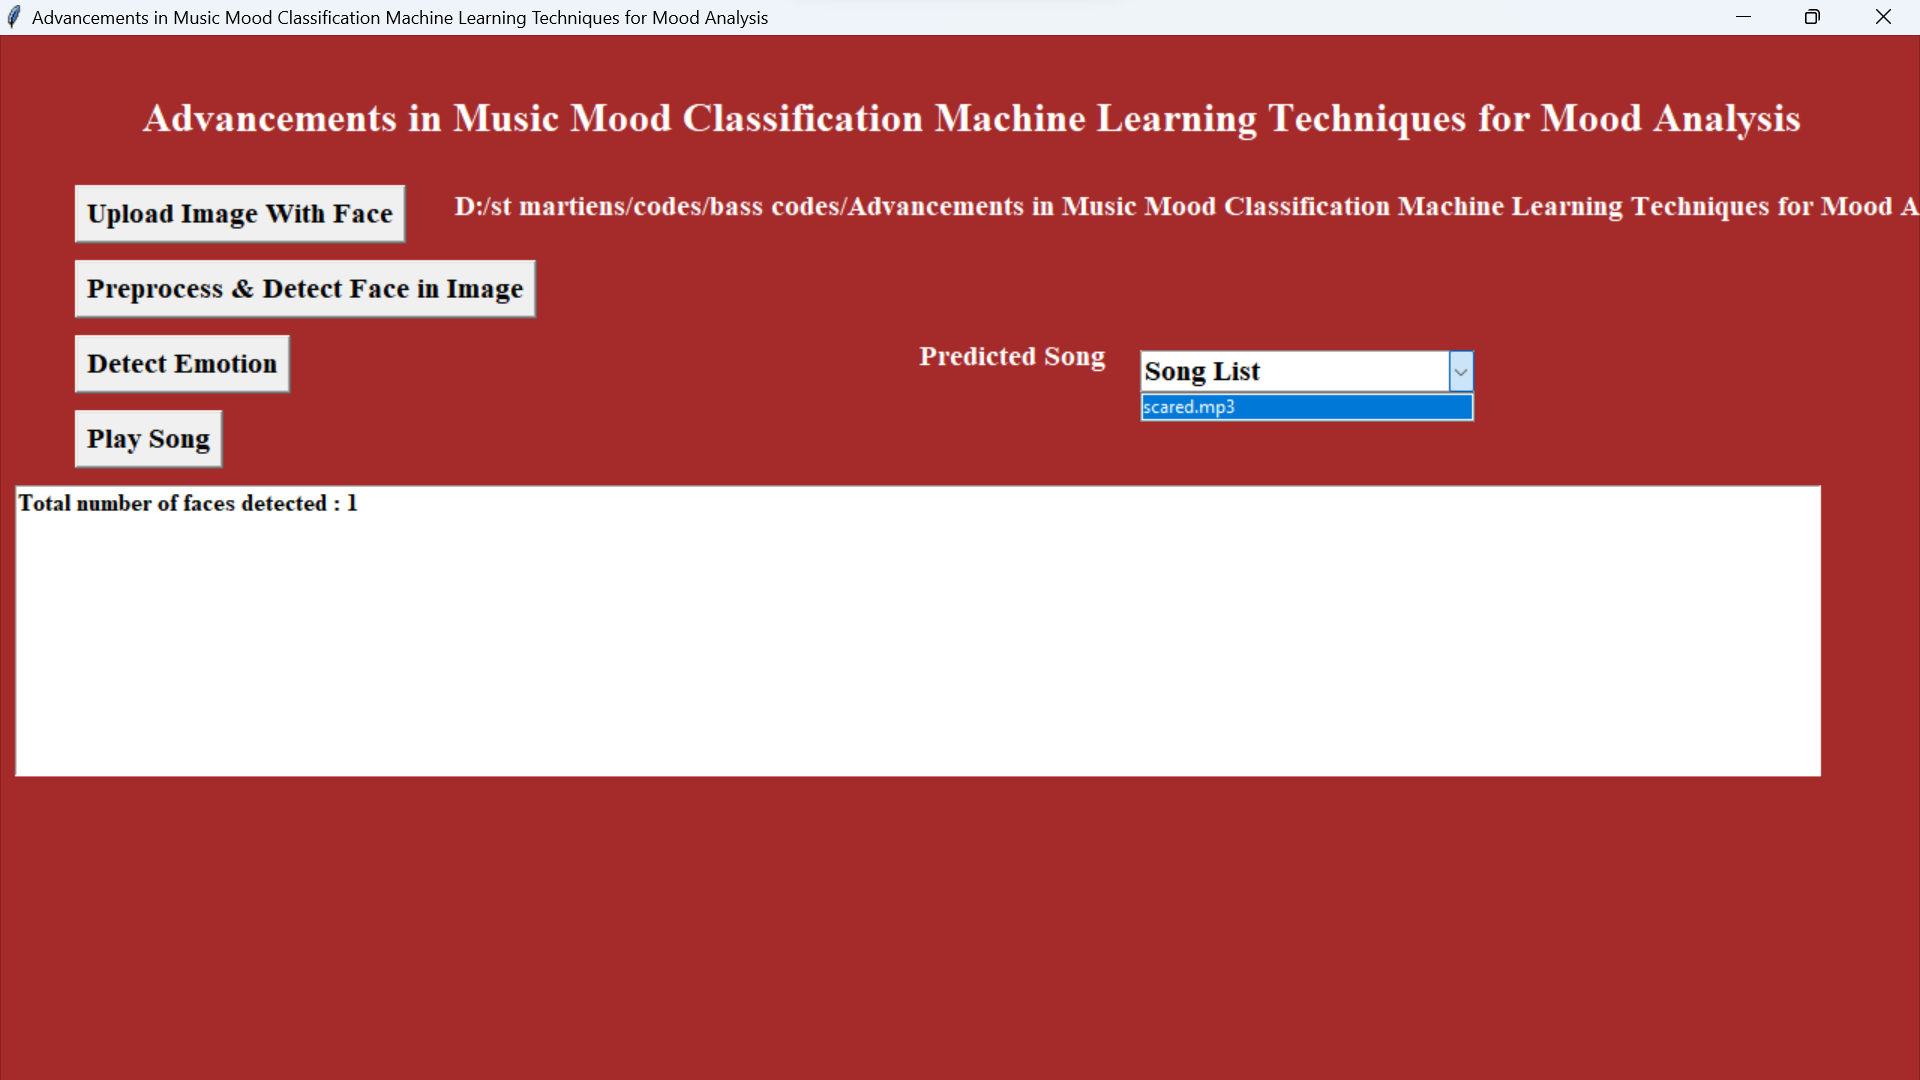 Advancements in Music Mood Classification Machine Learning Techniques for Mood Analysis
Advancements in Music Mood Classification Machine Learning Techniques for Mood Analysis
Upload Image With Face
D:/st martiens/codes/bass codes/Advancements in Music Mood Classification Machine Learning Techniques for Mood A
Preprocess & Detect Face in Image
Detect Emotion
Predicted Song
Song List
scared.mp3
Play Song
Total number of faces detected : 1